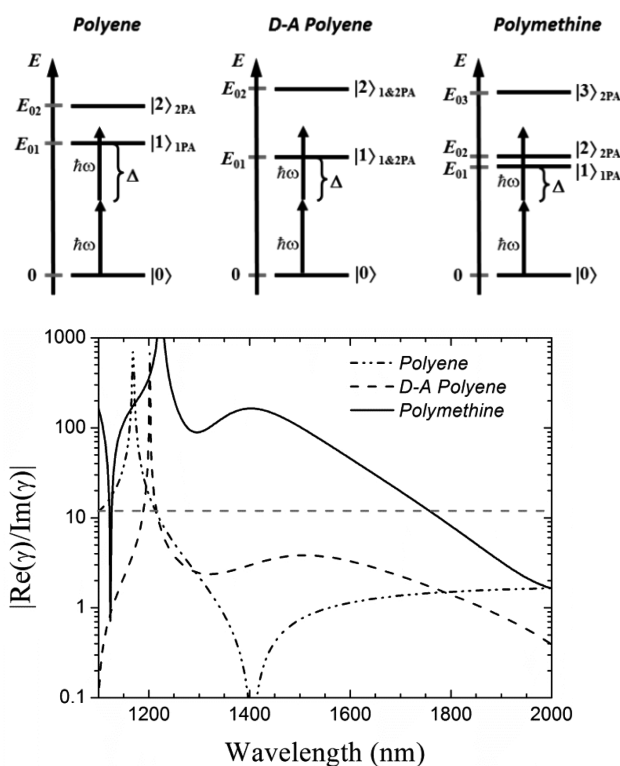 Polyene
D-A Polyene
Polymethine
E
E02
|2⟩2PA
E01
|1⟩1PA
ħω
Δ
ħω
0
|0⟩
E
E02
|2⟩1&2PA
E01
|1⟩1&2PA
ħω
Δ
ħω
0
|0⟩
E
E03
|3⟩2PA
E02
|2⟩2PA
E01
|1⟩1PA
ħω
Δ
ħω
0
|0⟩
1000
100
10
1
0.1
|Re(γ)/Im(γ)|
Polyene
D-A Polyene
Polymethine
1200 1400 1600 1800 2000
Wavelength (nm)